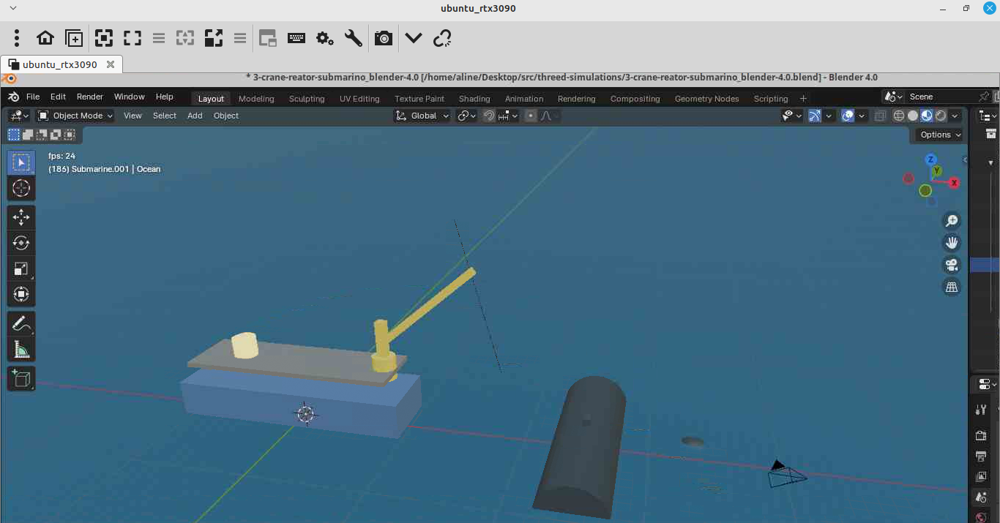 ubuntu_rtx3090
ubuntu_rtx3090
* 3-crane-reator-submarino_blender-4.0 [/home/aline/Desktop/src/threed-simulations/3-crane-reator-submarino_blender-4.0.blend] - Blender 4.0
File Edit Render Window Help Layout Modeling Sculpting UV Editing Texture Paint Shading Animation Rendering Compositing Geometry Nodes Scripting + Scene
Object Mode View Select Add Object Global
Options
fps: 24
(186) Submarine.001 | Ocean
Z
Y
X